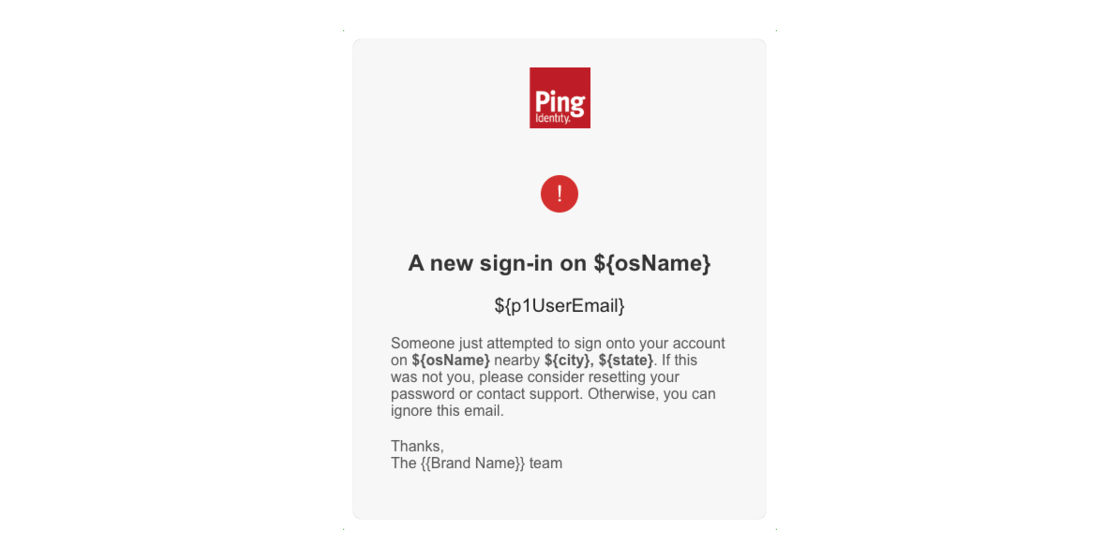 Ping
Identity.
!
A new sign-in on ${osName}
${p1UserEmail}
Someone just attempted to sign onto your account
on ${osName} nearby ${city}, ${state}. If this
was not you, please consider resetting your
password or contact support. Otherwise, you can
ignore this email.
Thanks,
The {{Brand Name}} team